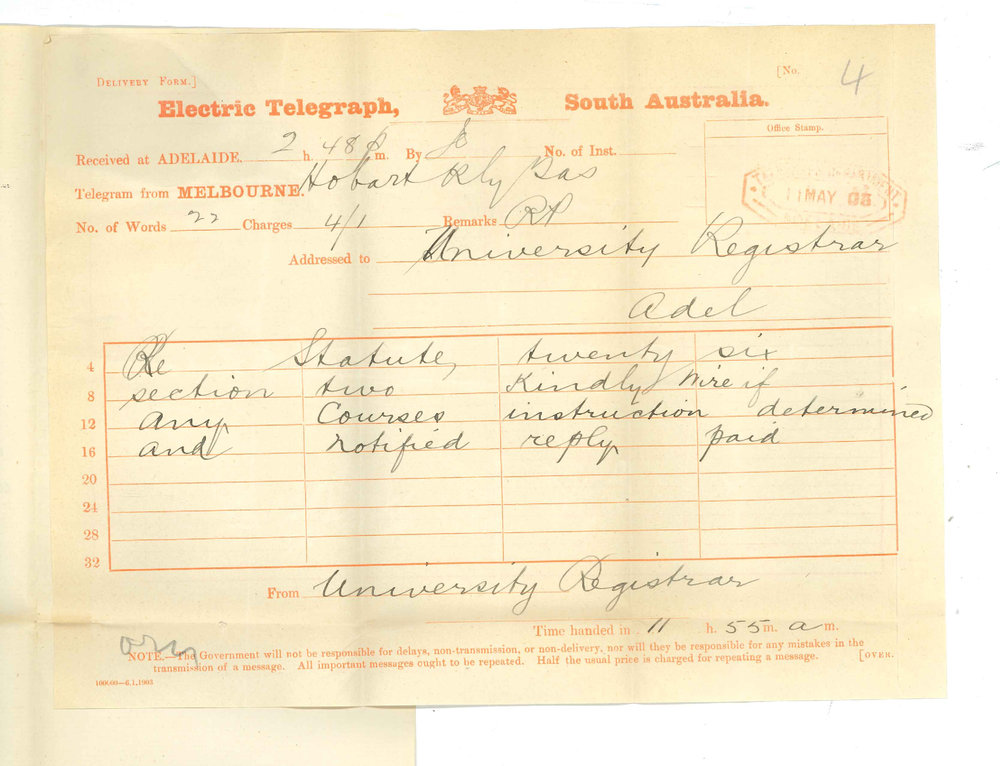 [No. 4
DELIVERY FORM.]
Electric Telegraph, South Australia.
Office Stamp.
Received at ADELAIDE. 2 h. 48 p m. By No. of Inst.
Telegram from MELBOURNE. Hobart Rly Tas
11 MAY 03
No. of Words 22 Charges 4/1 Remarks RP
Addressed to University Registrar
Adel
4 Re Statute, twenty six
8 section two Kindly wire if
12 any Courses instruction determined
16 and notified reply paid
20
24
28
32
From University Registrar
Time handed in 11 h. 55 m. a m.
NOTE.—The Government will not be responsible for delays, non-transmission, or non-delivery, nor will they be responsible for any mistakes in the
transmission of a message. All important messages ought to be repeated. Half the usual price is charged for repeating a message. [OVER.
100000—6.1.1903